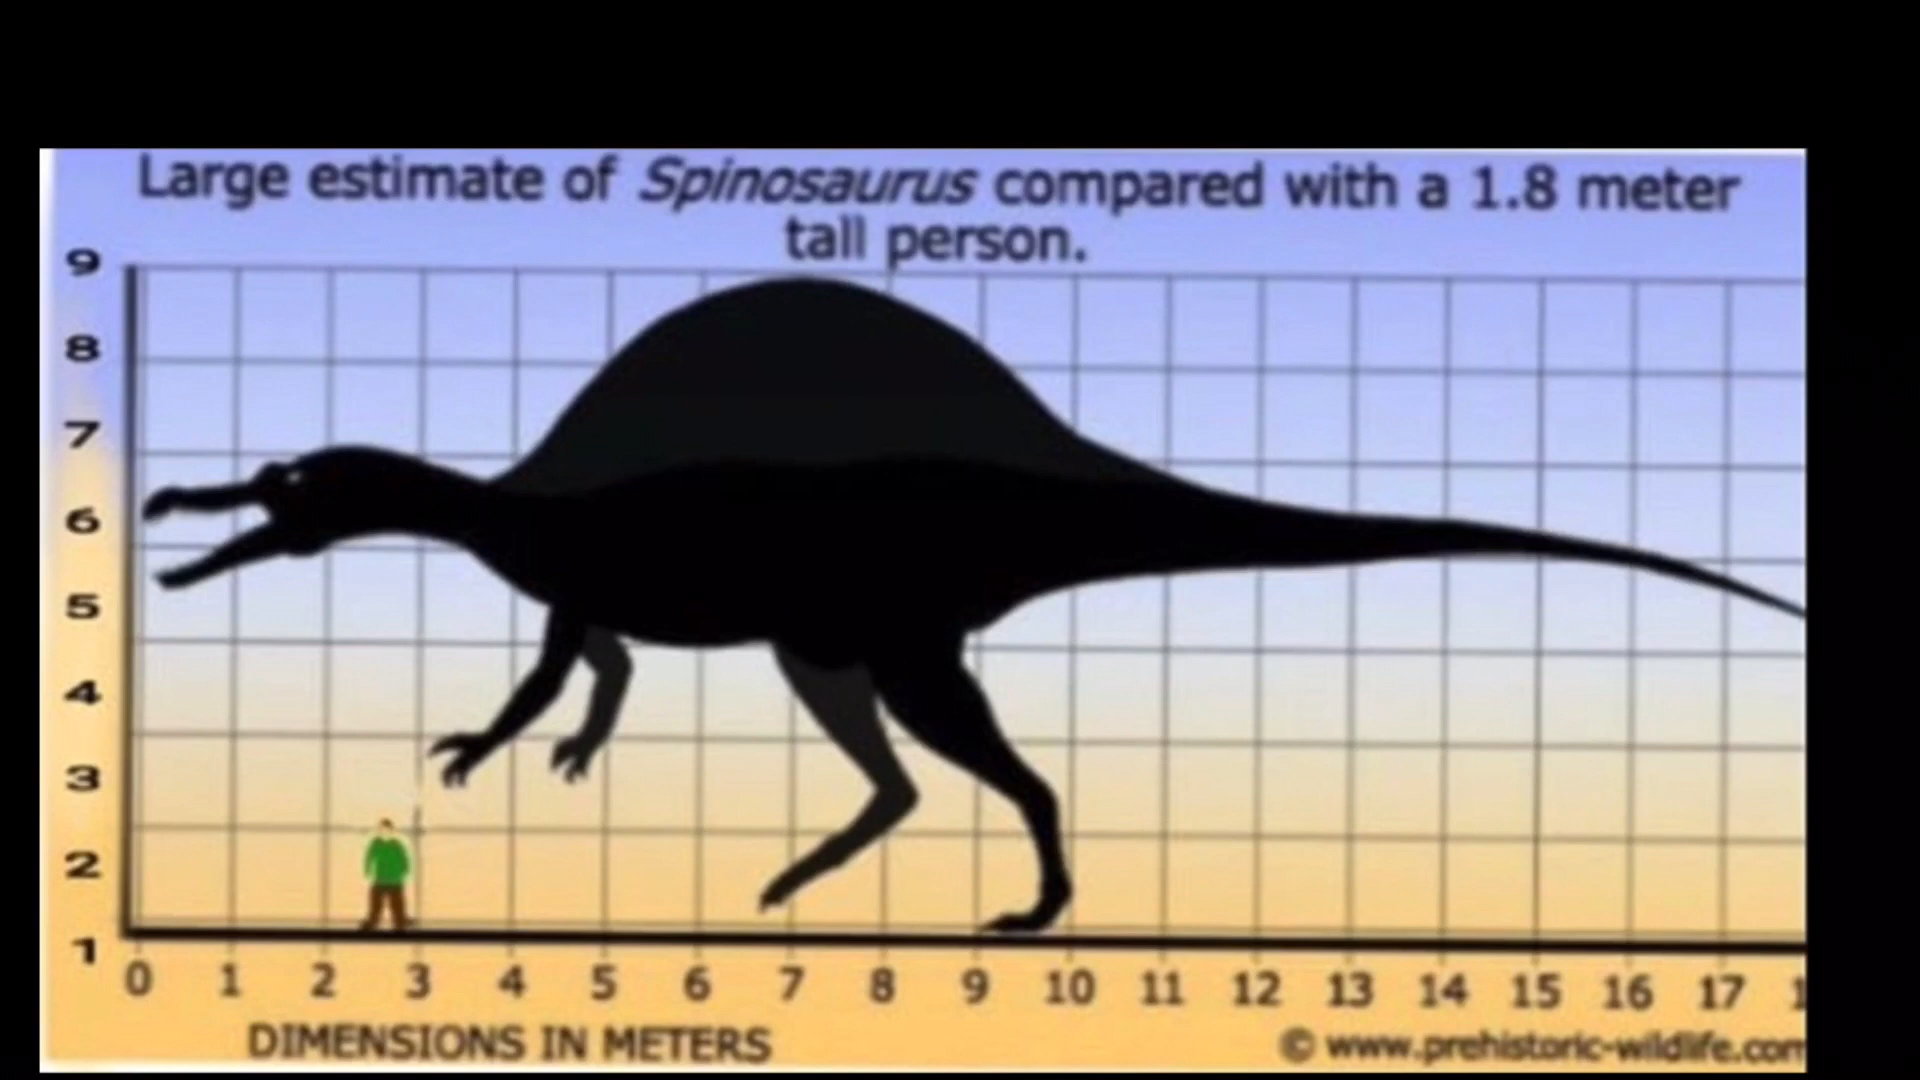 Large estimate of Spinosaurus compared with a 1.8 meter
tall person.
9
8
7
6
5
4
3
2
1
0 1 2 3 4 5 6 7 8 9 10 11 12 13 14 15 16 17 1
DIMENSIONS IN METERS
© www.prehistoric-wildlife.com